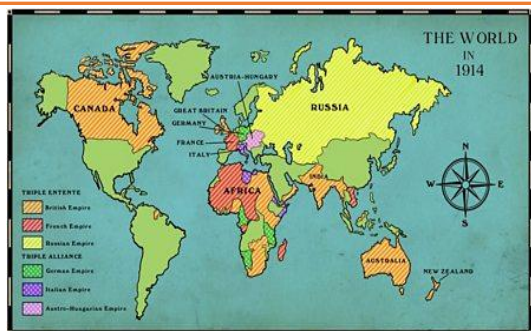 THE WORLD
IN
1914
AUSTRIA-HUNGARY
GREAT BRITAIN
GERMANY
FRANCE
ITALY
CANADA
RUSSIA
AFRICA
INDIA
AUSTRALIA
NEW ZEALAND
N
W
E
S
TRIPLE ENTENTE
British Empire
French Empire
Russian Empire
TRIPLE ALLIANCE
German Empire
Italian Empire
Austro-Hungarian Empire